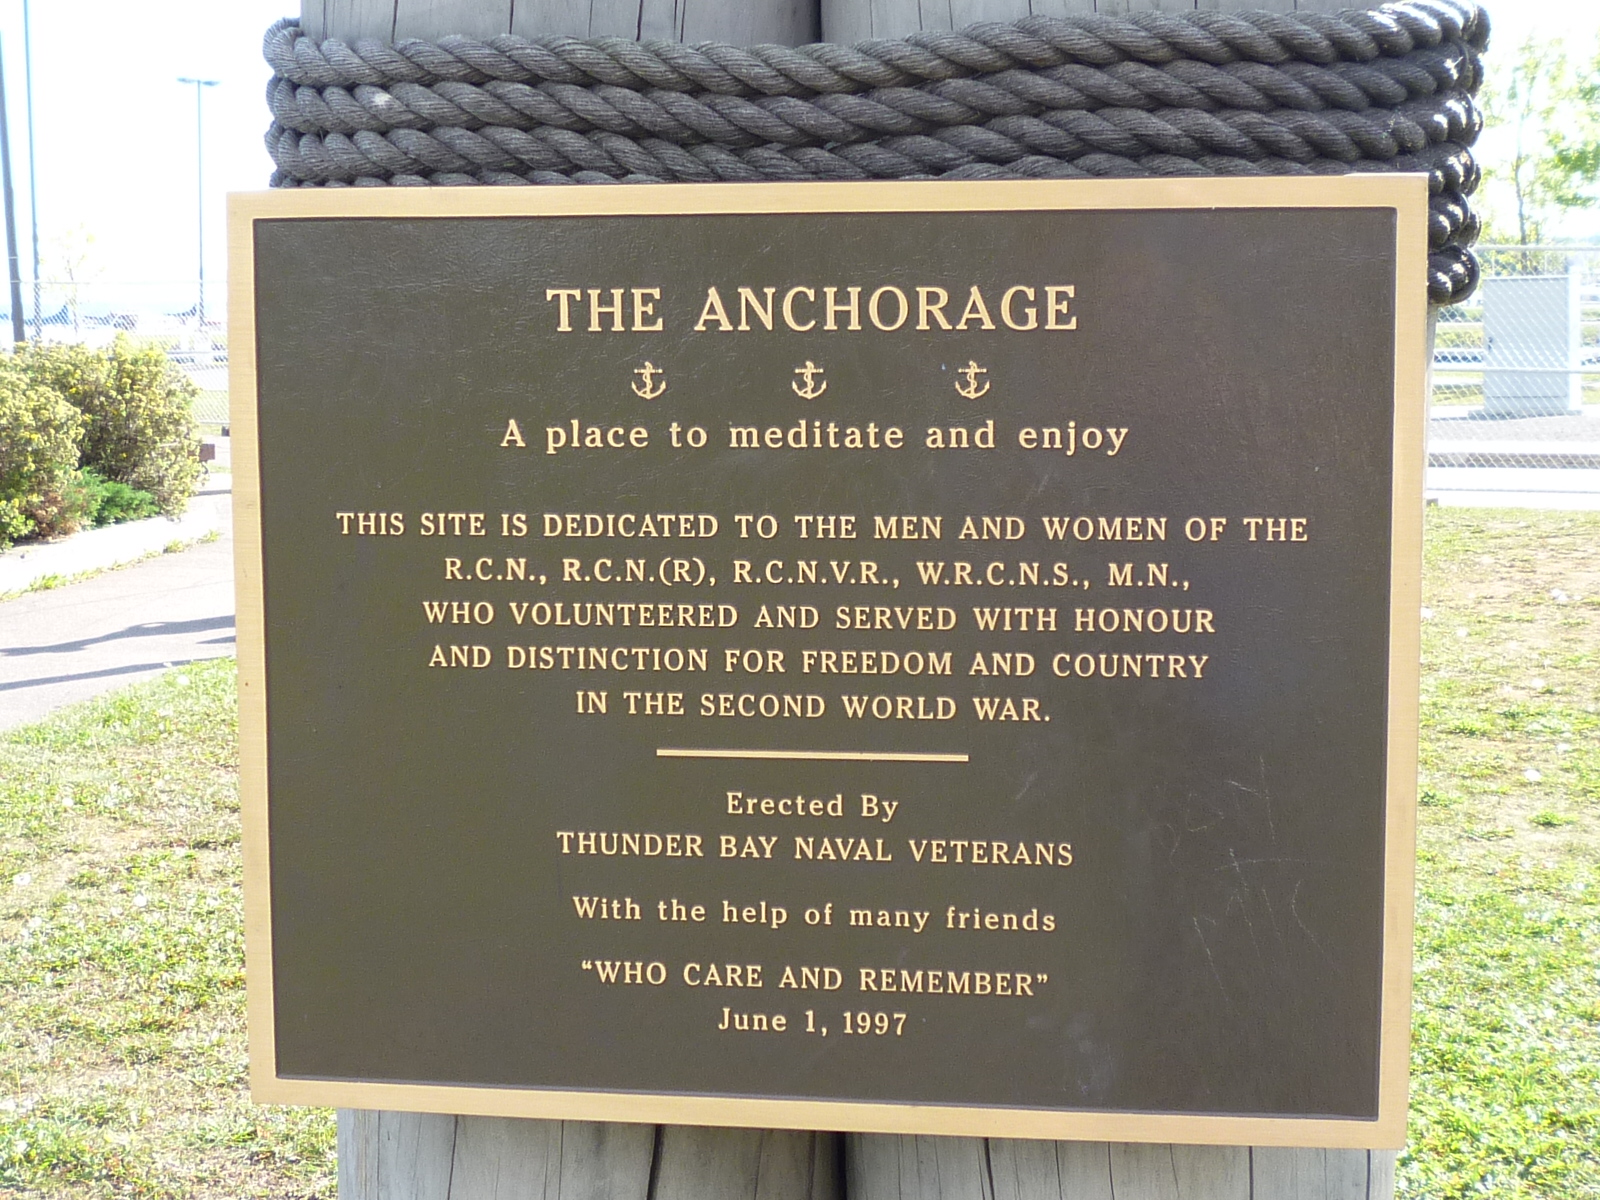 THE ANCHORAGE
A place to meditate and enjoy
THIS SITE IS DEDICATED TO THE MEN AND WOMEN OF THE
R.C.N., R.C.N.(R), R.C.N.V.R., W.R.C.N.S., M.N.,
WHO VOLUNTEERED AND SERVED WITH HONOUR
AND DISTINCTION FOR FREEDOM AND COUNTRY
IN THE SECOND WORLD WAR.
Erected By
THUNDER BAY NAVAL VETERANS
With the help of many friends
“WHO CARE AND REMEMBER”
June 1, 1997